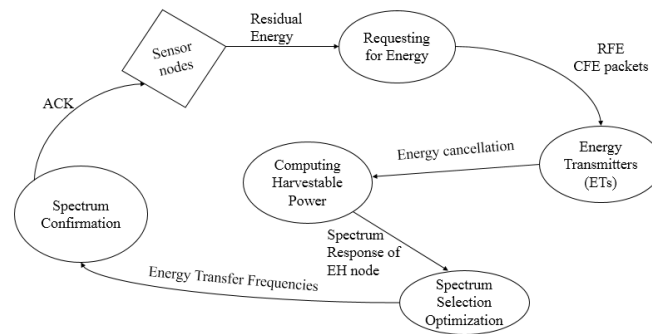 Residual
Energy
Sensor
nodes
Requesting
for Energy
RFE
CFE packets
ACK
Energy cancellation
Energy
Transmitters
(ETs)
Computing
Harvestable
Power
Spectrum
Confirmation
Spectrum
Response of
EH node
Energy Transfer Frequencies
Spectrum
Selection
Optimization